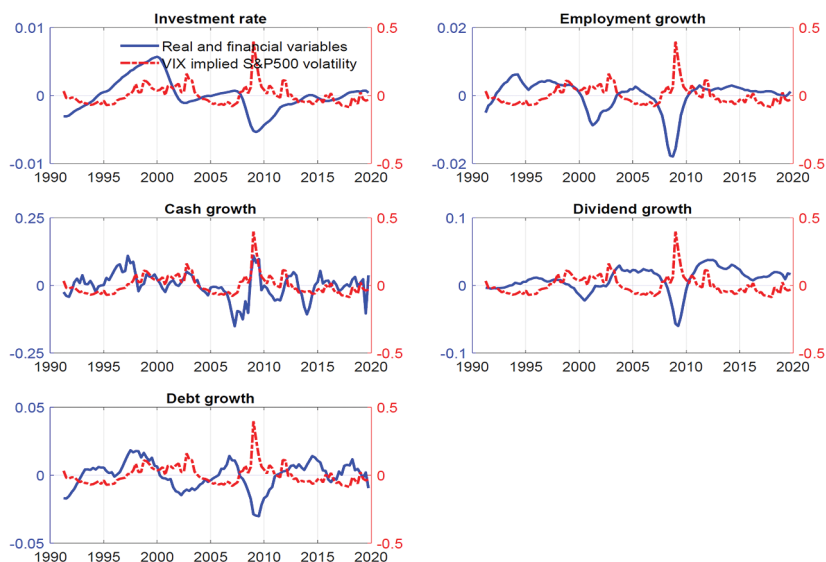 Investment rate
0.01
0
-0.01
0.5
0
-0.5
Real and financial variables
VIX implied S&P500 volatility
1990 1995 2000 2005 2010 2015 2020
Employment growth
0.02
0
-0.02
0.5
0
-0.5
1990 1995 2000 2005 2010 2015 2020
Cash growth
0.25
0
-0.25
0.5
0
-0.5
1990 1995 2000 2005 2010 2015 2020
Dividend growth
0.1
0
-0.1
0.5
0
-0.5
1990 1995 2000 2005 2010 2015 2020
Debt growth
0.05
0
-0.05
0.5
0
-0.5
1990 1995 2000 2005 2010 2015 2020